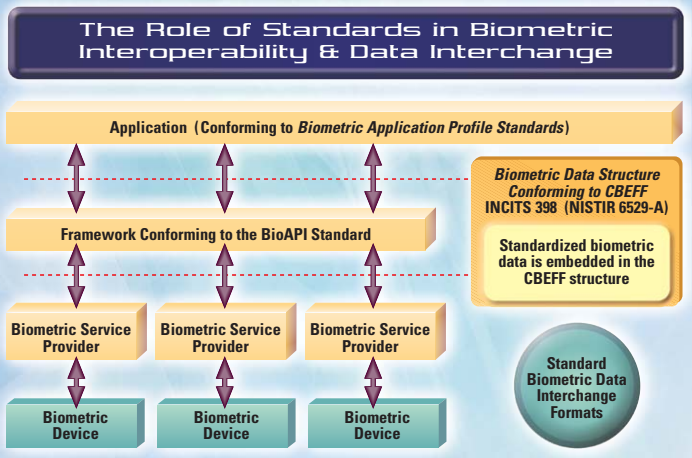 The Role of Standards in Biometric
Interoperability & Data Interchange
Application (Conforming to Biometric Application Profile Standards)
Biometric Data Structure
Conforming to CBEFF
INCITS 398 (NISTIR 6529-A)
Standardized biometric
data is embedded in the
CBEFF structure
Framework Conforming to the BioAPI Standard
Biometric Service
Provider
Biometric Service
Provider
Biometric Service
Provider
Standard
Biometric Data
Interchange
Formats
Biometric
Device
Biometric
Device
Biometric
Device